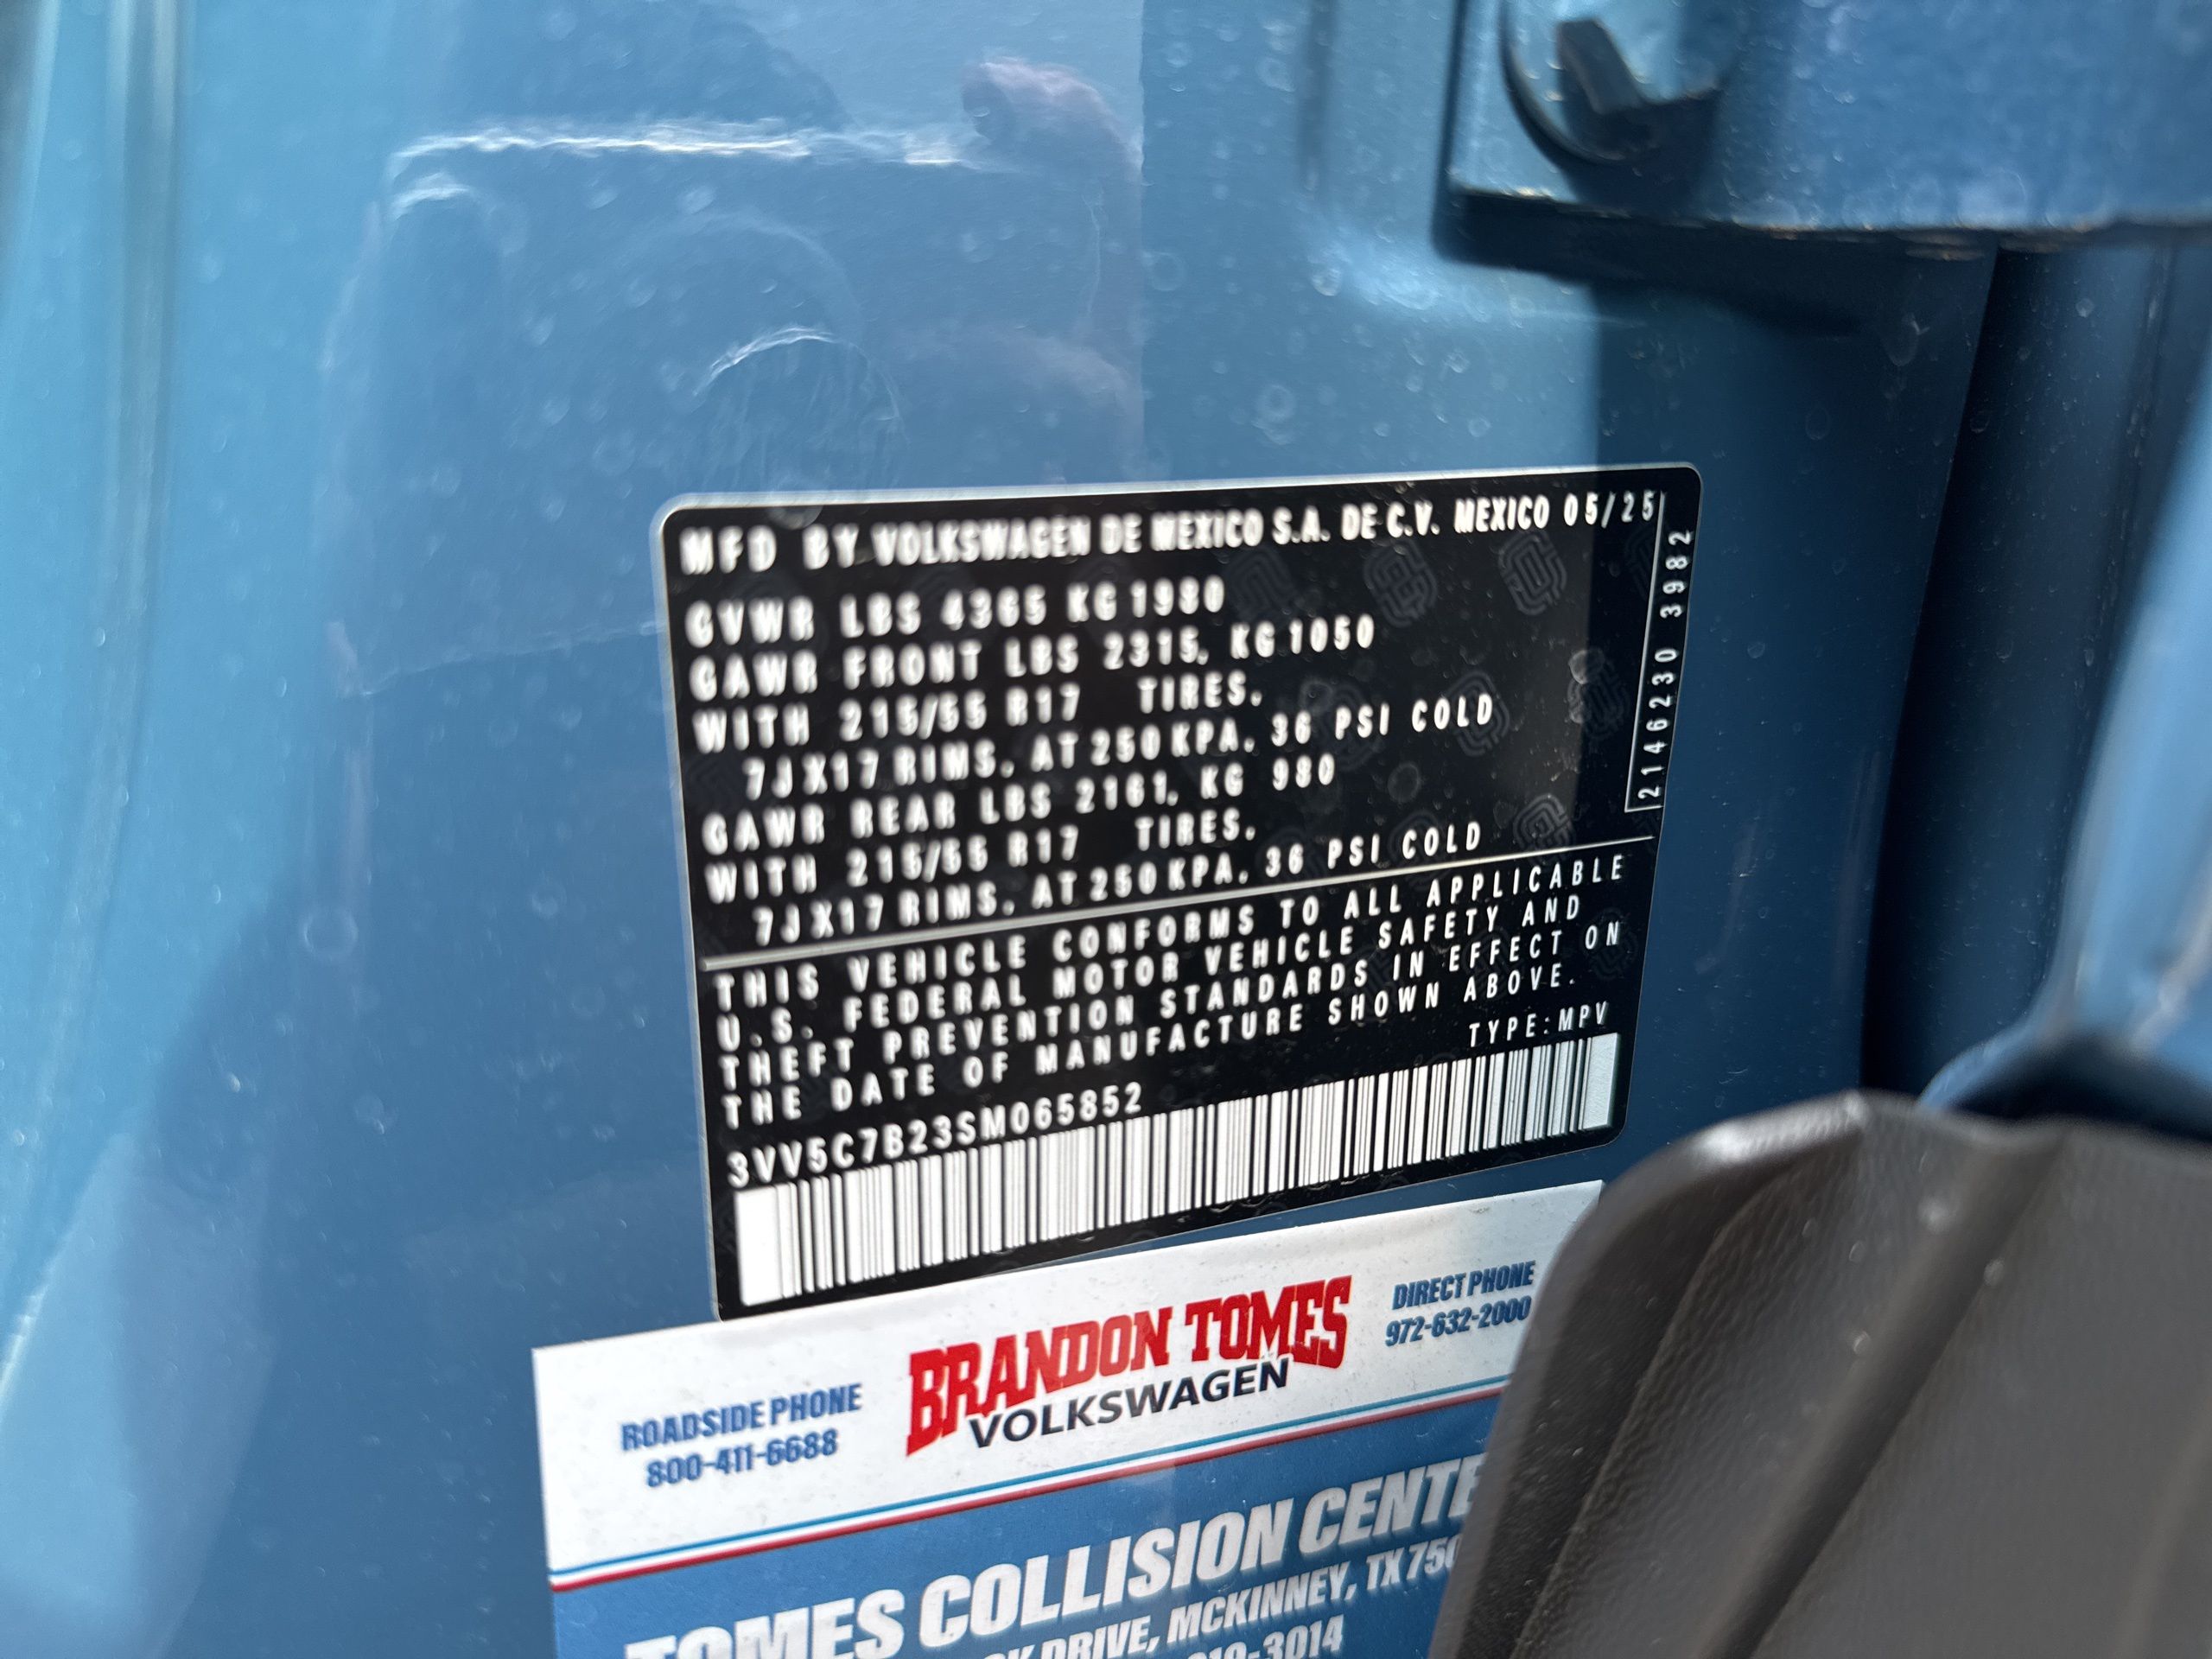 MFD BY VOLKSWAGEN DE MEXICO S.A. DE C.V. MEXICO 05/25
GVWR LBS 4365 KG 1980
GAWR FRONT LBS 2315, KG 1050
WITH 215/55 R17 TIRES,
7JX17 RIMS, AT 250 KPA, 36 PSI COLD
GAWR REAR LBS 2161, KG 980
WITH 215/55 R17 TIRES,
7JX17 RIMS, AT 250 KPA, 36 PSI COLD
2146230 3982
THIS VEHICLE CONFORMS TO ALL APPLICABLE
U.S. FEDERAL MOTOR VEHICLE SAFETY AND
THEFT PREVENTION STANDARDS IN EFFECT ON
THE DATE OF MANUFACTURE SHOWN ABOVE.
TYPE:MPV
3VV5C7B23SM065852
ROADSIDE PHONE
800-411-6688
BRANDON TOMES
VOLKSWAGEN
DIRECT PHONE
972-632-2000
TOMES COLLISION
DRIVE, MCKINNEY, TX
3014